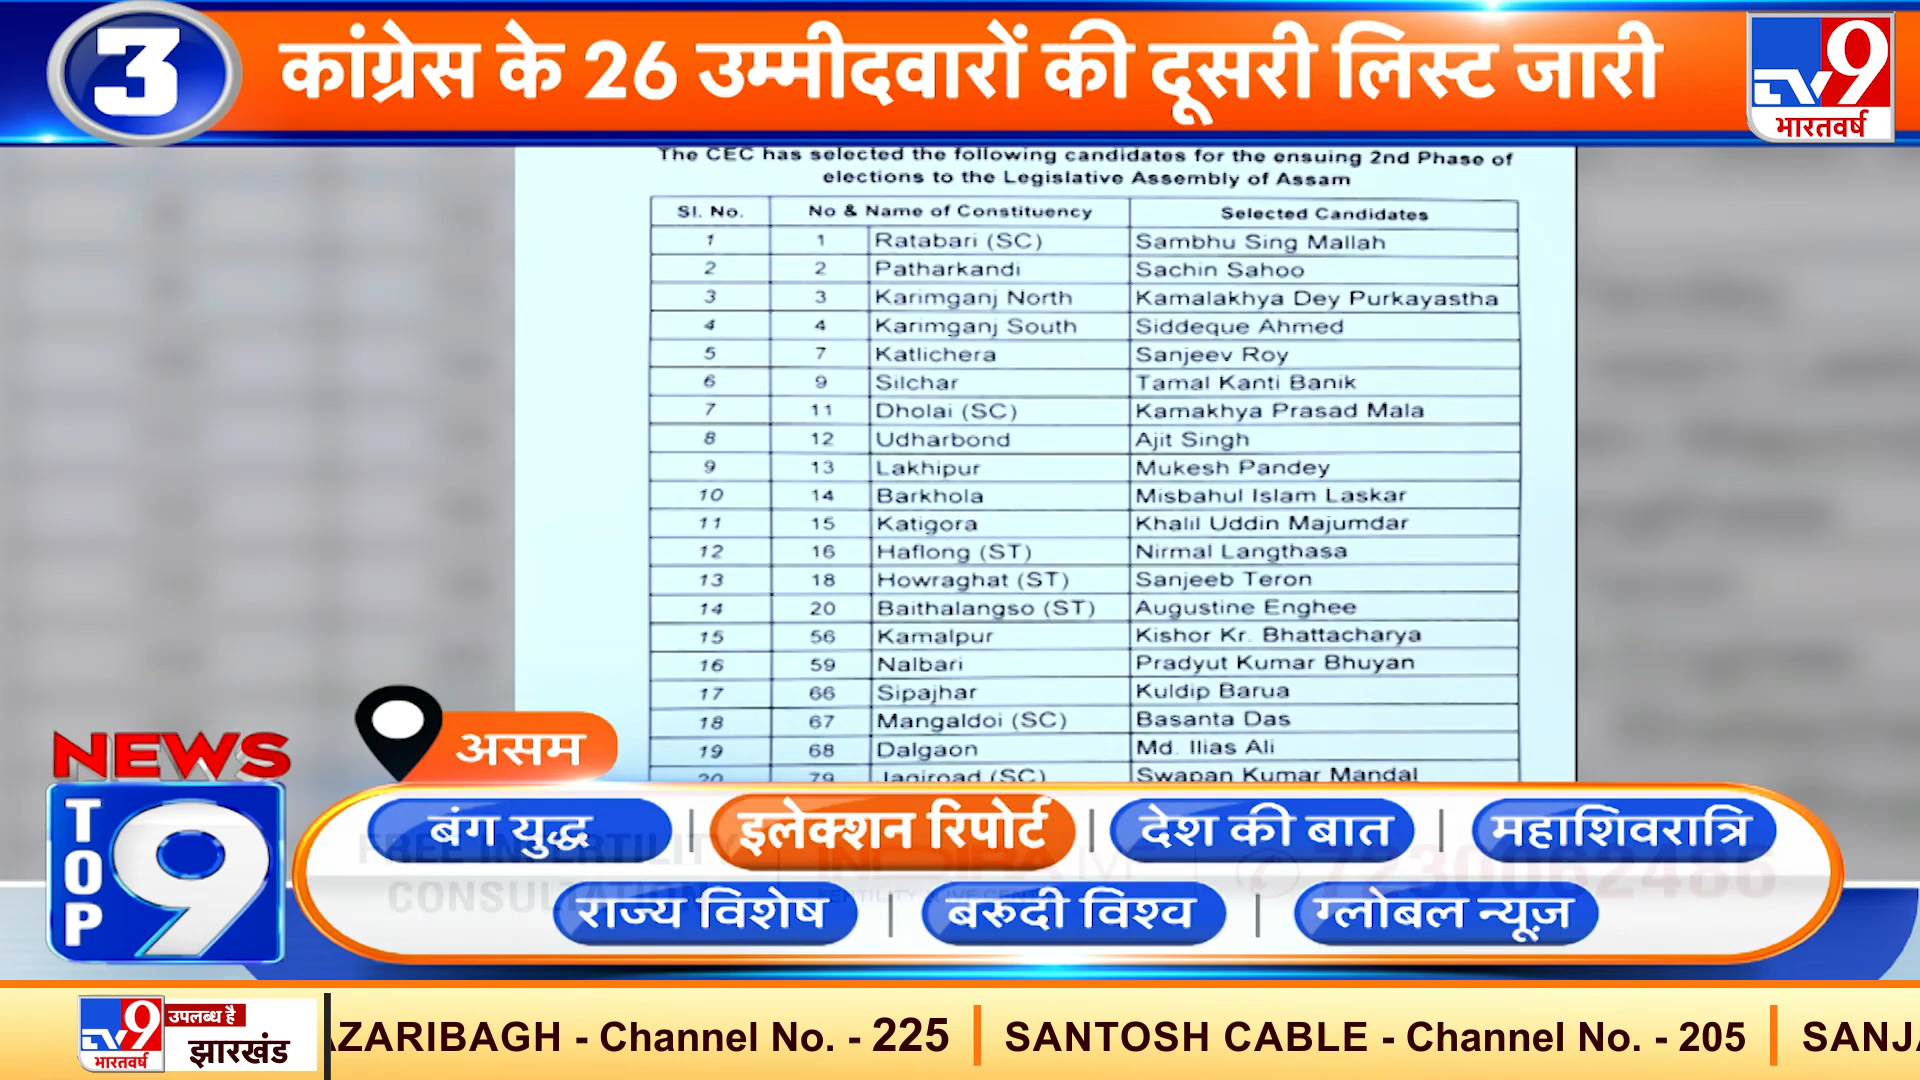 3
कांग्रेस के 26 उम्मीदवारों की दूसरी लिस्ट जारी
TV9
भारतवर्ष
The CEC has selected the following candidates for the ensuing 2nd Phase of
elections to the Legislative Assembly of Assam
Sl. No. No & Name of Constituency Selected Candidates
1 1 Ratabari (SC) Sambhu Sing Mallah
2 2 Patharkandi Sachin Sahoo
3 3 Karimganj North Kamalakhya Dey Purkayastha
4 4 Karimganj South Siddeque Ahmed
5 7 Katlichera Sanjeev Roy
6 9 Silchar Tamal Kanti Banik
7 11 Dholai (SC) Kamakhya Prasad Mala
8 12 Udharbond Ajit Singh
9 13 Lakhipur Mukesh Pandey
10 14 Barkhola Misbahul Islam Laskar
11 15 Katigora Khalil Uddin Majumdar
12 16 Haflong (ST) Nirmal Langthasa
13 18 Howraghat (ST) Sanjeeb Teron
14 20 Baithalangso (ST) Augustine Enghee
15 56 Kamalpur Kishor Kr. Bhattacharya
16 59 Nalbari Pradyut Kumar Bhuyan
17 66 Sipajhar Kuldip Barua
18 67 Mangaldoi (SC) Basanta Das
19 68 Dalgaon Md. Ilias Ali
20 79 Jagiroad (SC) Swapan Kumar Mandal
असम
NEWS
TOP
9
बंग युद्ध | इलेक्शन रिपोर्ट | देश की बात | महाशिवरात्रि
FREE INFERTILITY
CONSULTATION
7230062486
राज्य विशेष | बरुदी विश्व | ग्लोबल न्यूज़
TV9
भारतवर्ष
उपलब्ध है
झारखंड
ZARIBAGH - Channel No. - 225 | SANTOSH CABLE - Channel No. - 205 | SANJ